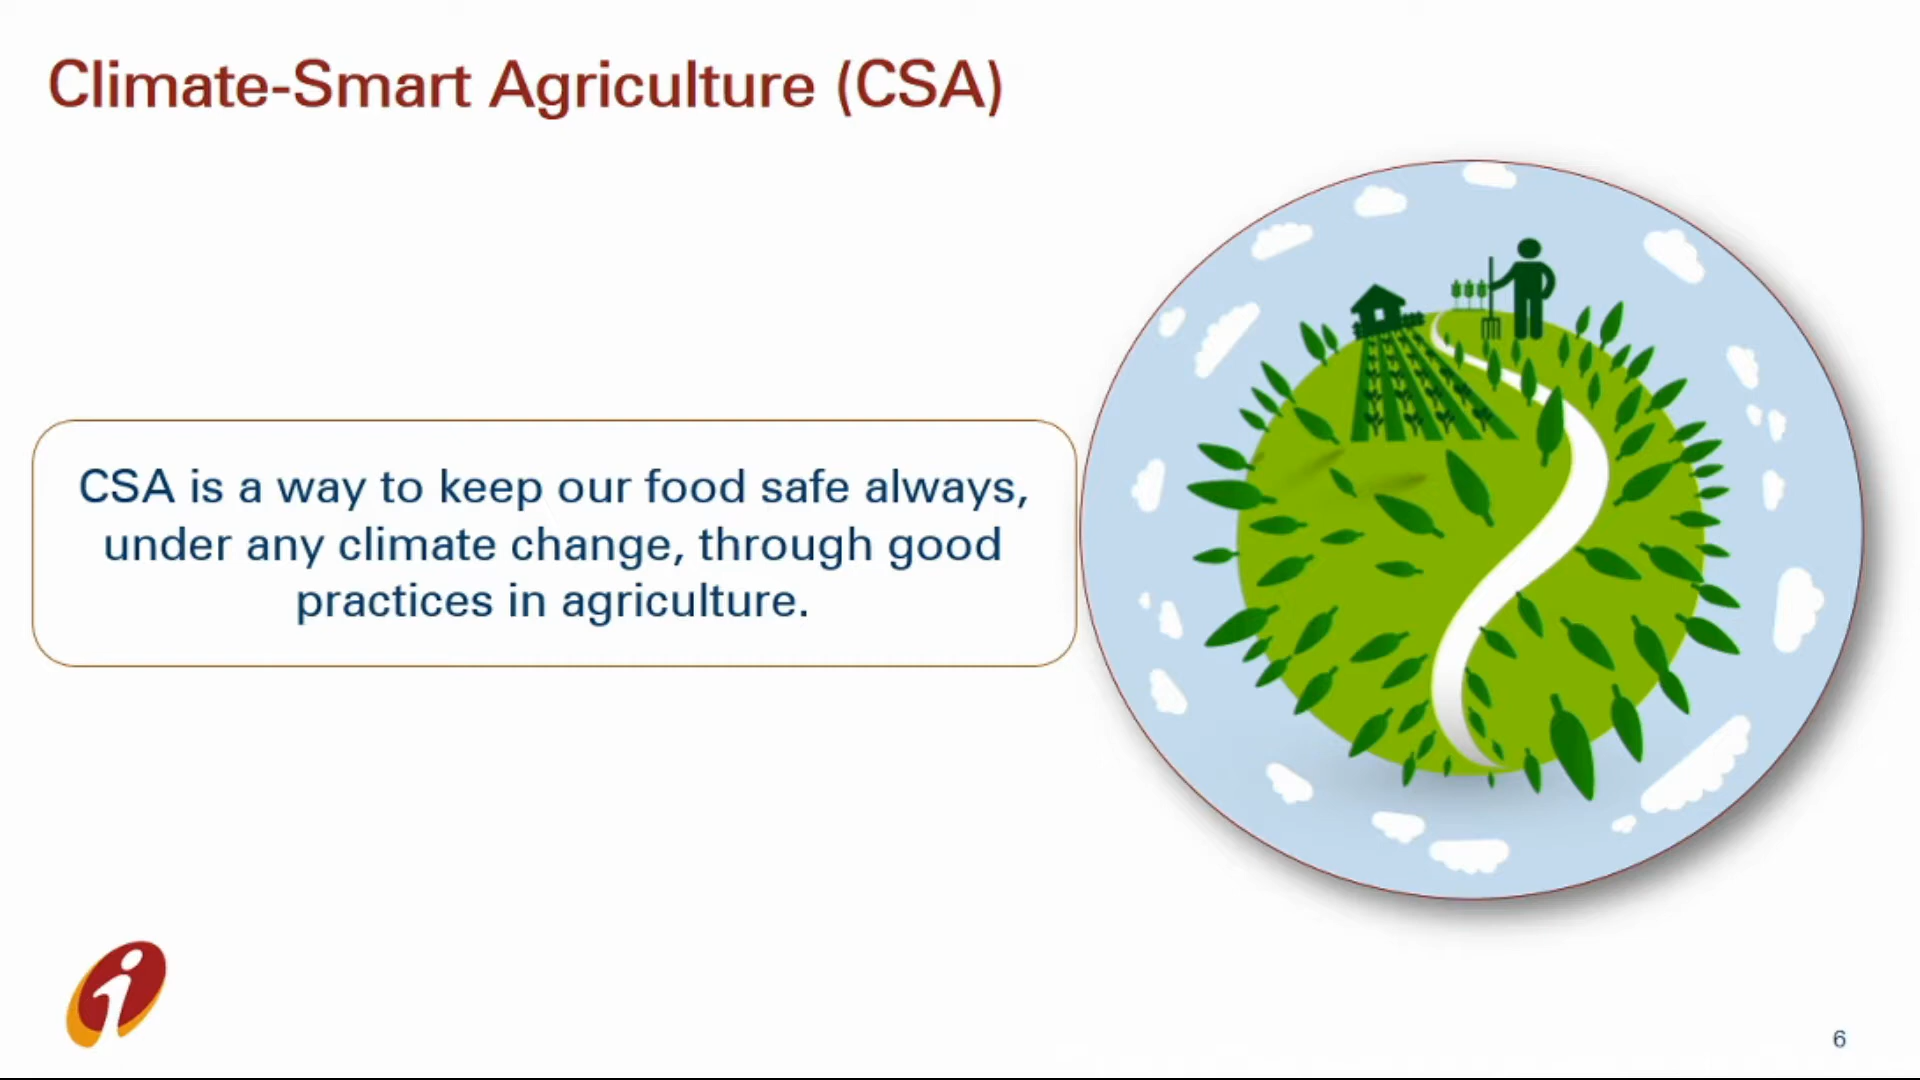 Climate-Smart Agriculture (CSA)
CSA is a way to keep our food safe always,
under any climate change, through good
practices in agriculture.
6